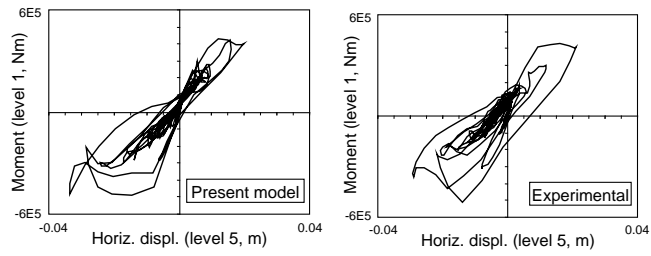 6E5
Moment (level 1, Nm)
Present model
-6E5
-0.04
0.04
Horiz. displ. (level 5, m)
6E5
Moment (level 1, Nm)
Experimental
-6E5
-0.04
0.04
Horiz. displ. (level 5, m)